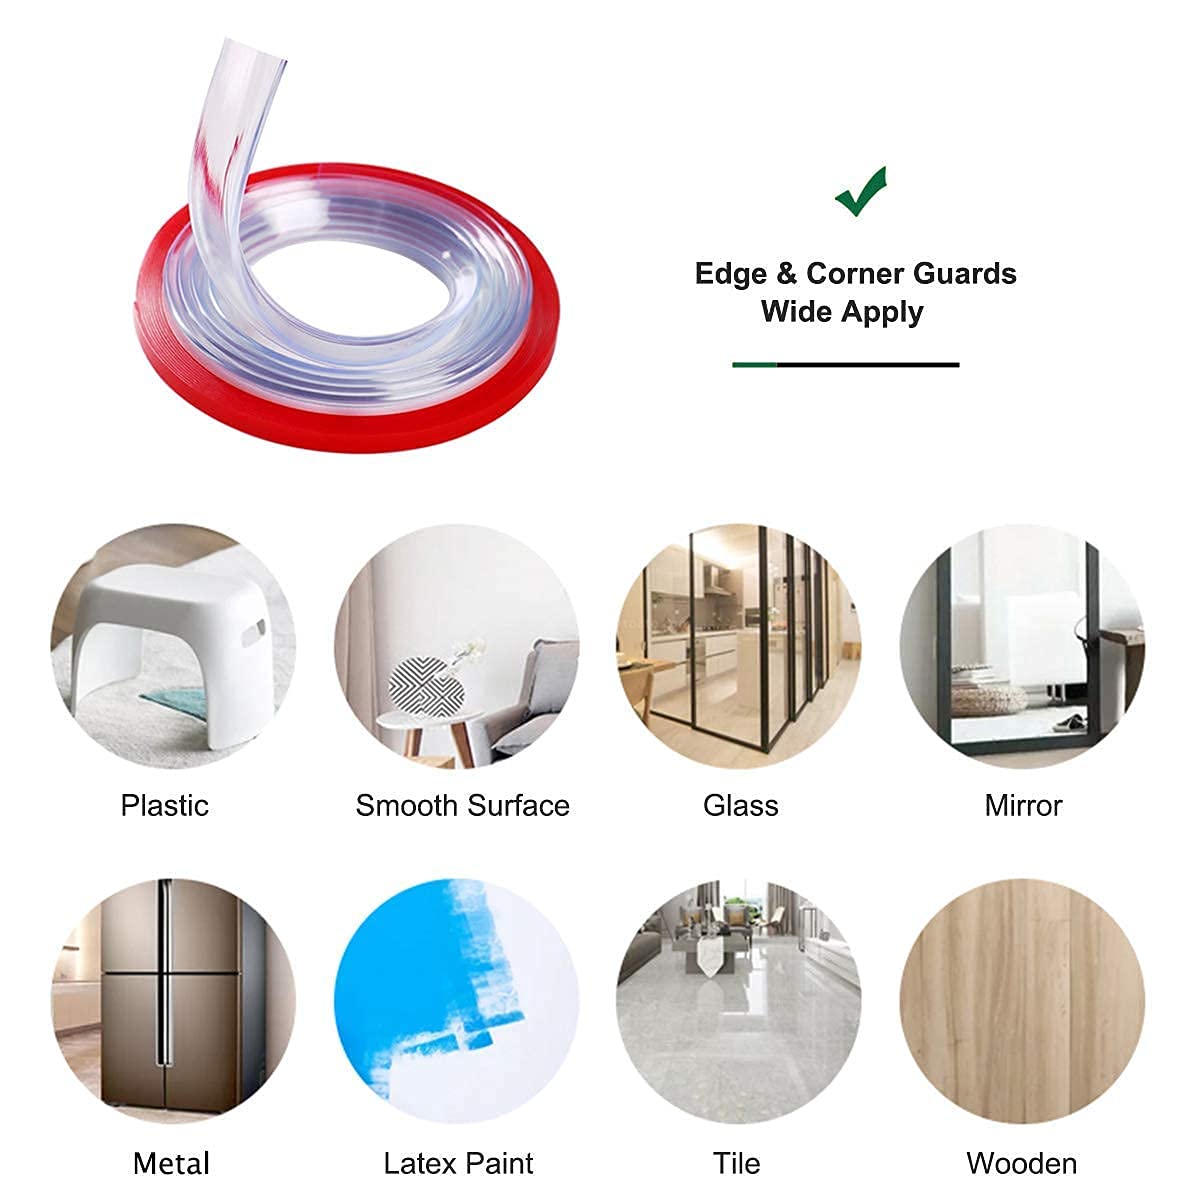 Edge & Corner Guards
Wide Apply
Plastic
Smooth Surface
Glass
Mirror
Metal
Latex Paint
Tile
Wooden